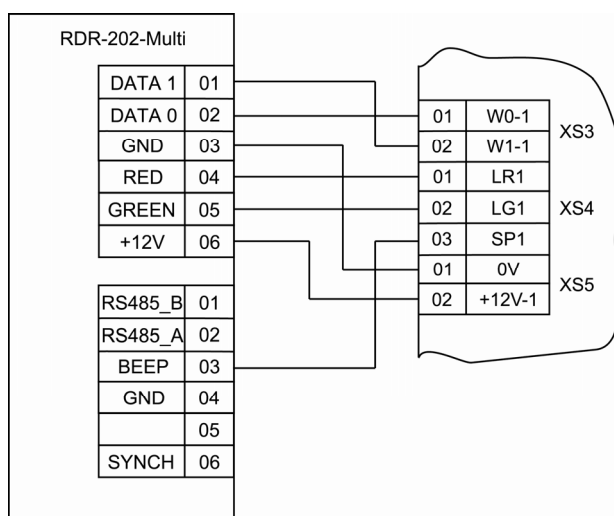 RDR-202-Multi
DATA 1 01
DATA 0 02
GND 03
RED 04
GREEN 05
+12V 06
RS485_B 01
RS485_A 02
BEEP 03
GND 04
05
SYNCH 06
01 W0-1
02 W1-1
XS3
01 LR1
02 LG1
XS4
03 SP1
01 0V
02 +12V-1
XS5